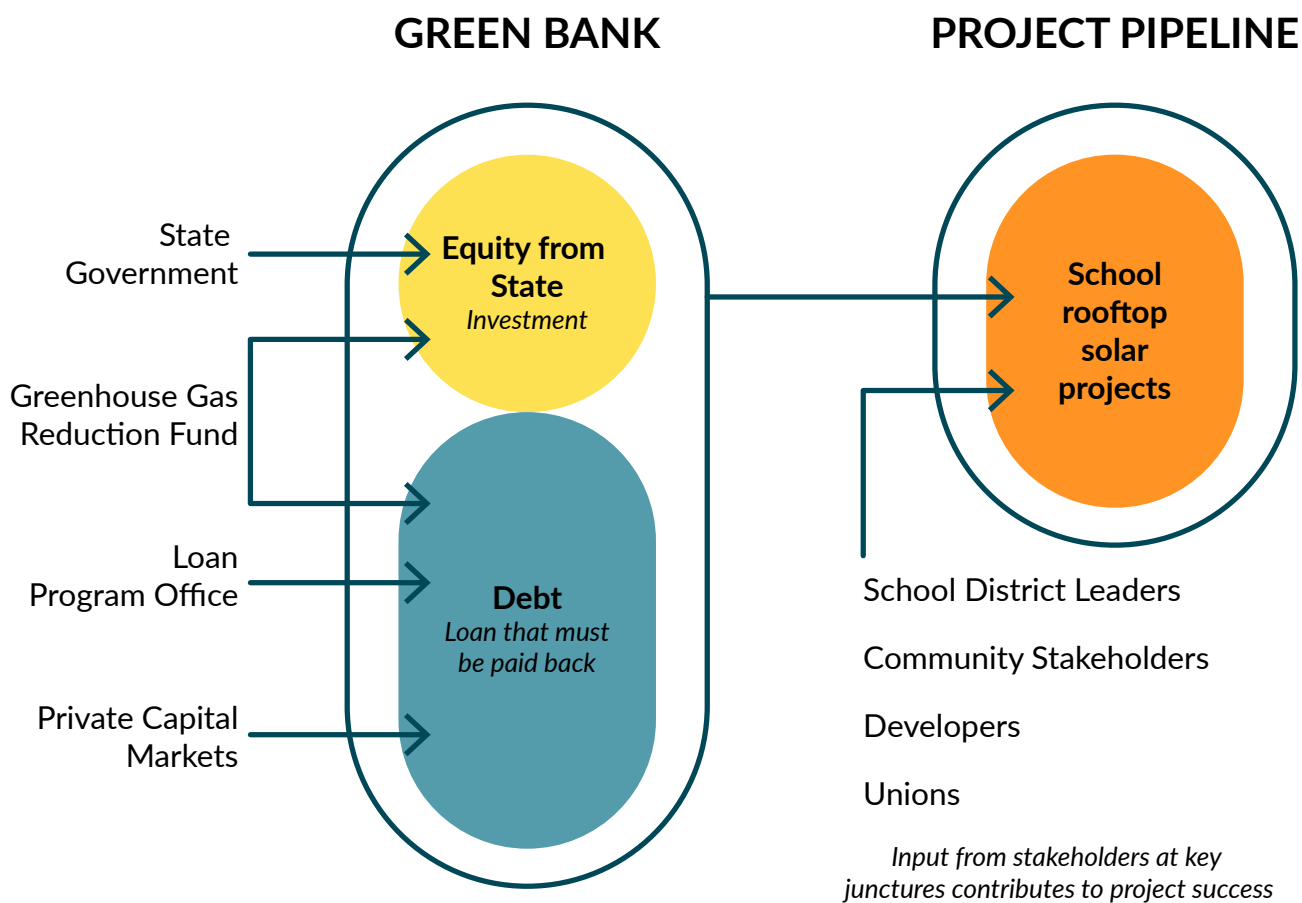 GREEN BANK
PROJECT PIPELINE
State
Government
Greenhouse Gas
Reduction Fund
Loan
Program Office
Private Capital
Markets
Equity from
State
Investment
Debt
Loan that must
be paid back
School
rooftop
solar
projects
School District Leaders
Community Stakeholders
Developers
Unions
Input from stakeholders at key
junctures contributes to project success